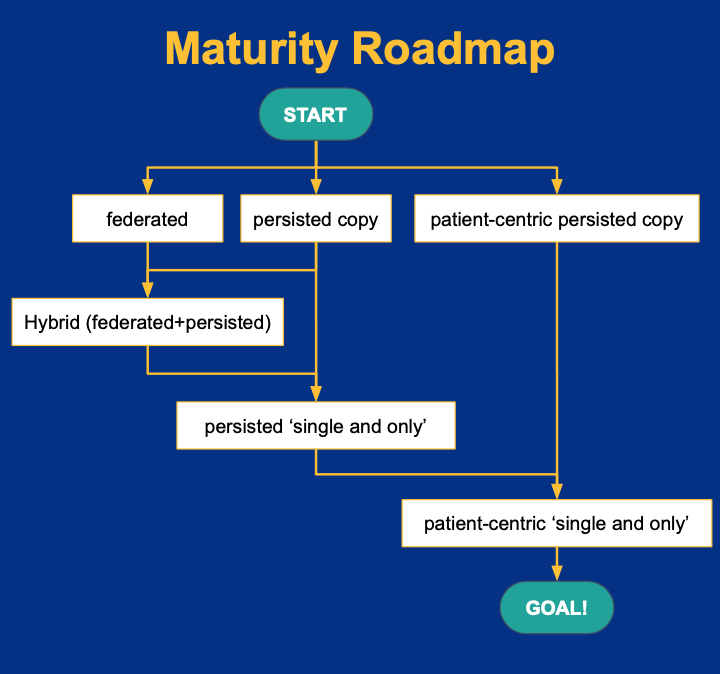 Maturity Roadmap
START
federated
persisted copy
patient-centric persisted copy
Hybrid (federated+persisted)
persisted ‘single and only’
patient-centric ‘single and only’
GOAL!